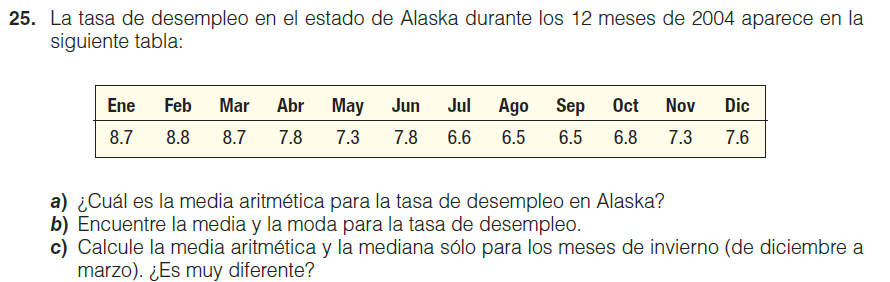 25. La tasa de desempleo en el estado de Alaska durante los 12 meses de 2004 aparece en la
siguiente tabla:
Ene Feb Mar Abr May Jun Jul Ago Sep Oct Nov Dic
8.7 8.8 8.7 7.8 7.3 7.8 6.6 6.5 6.5 6.8 7.3 7.6
a) ¿Cuál es la media aritmética para la tasa de desempleo en Alaska?
b) Encuentre la media y la moda para la tasa de desempleo.
c) Calcule la media aritmética y la mediana sólo para los meses de invierno (de diciembre a
marzo). ¿Es muy diferente?